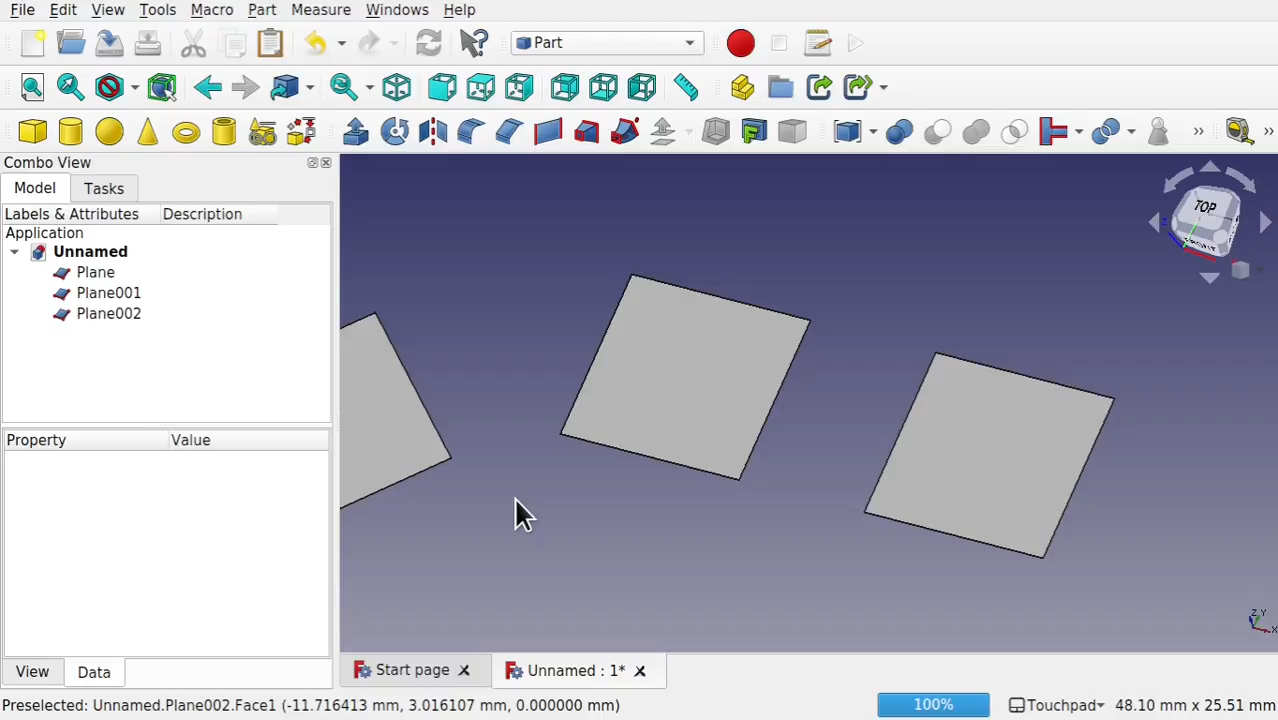 File Edit View Tools Macro Part Measure Windows Help
Part
Combo View
Model Tasks
Labels & Attributes Description
Application
Unnamed
Plane
Plane001
Plane002
Property Value
View Data
TOP
Z Y
X
Start page Unnamed : 1*
Preselected: Unnamed.Plane002.Face1 (-11.716413 mm, 3.016107 mm, 0.000000 mm) 100% Touchpad 48.10 mm x 25.51 mm